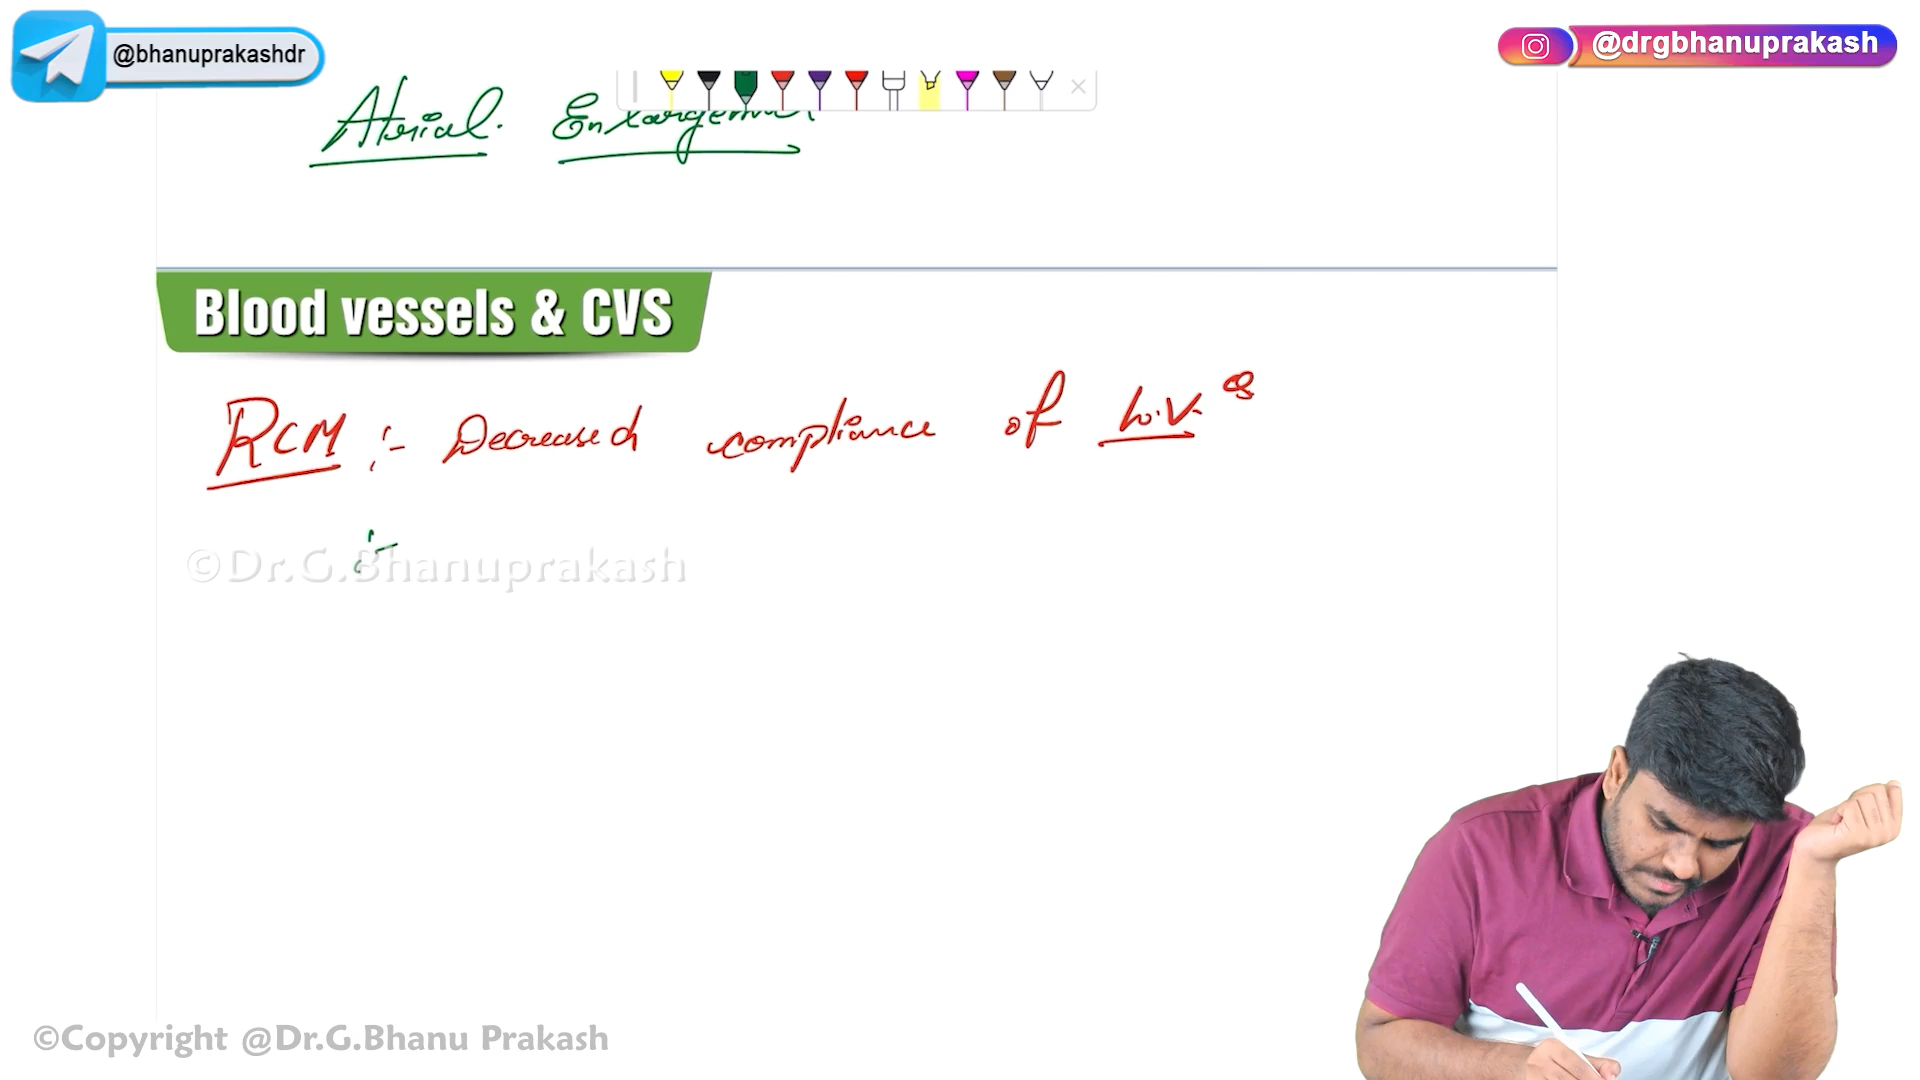 @bhanuprakashdr
@drgbhanuprakash
Atrial. Enlargement
Blood vessels & CVS
RCM :- Decreased compliance of L.V.
:-
©Dr.G.Bhanuprakash
©Copyright @Dr.G.Bhanu Prakash